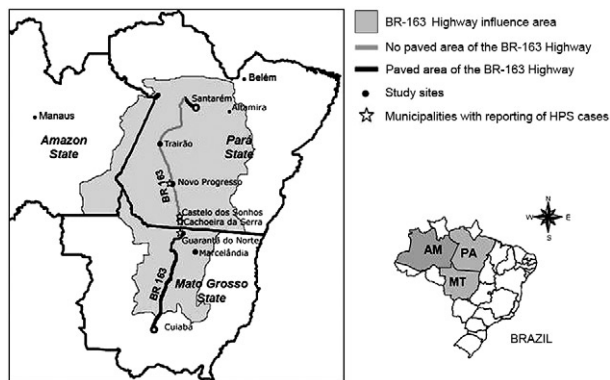 Belém
Santarém
Altamira
Manaus
Amazon
State
Pará
State
Trairão
BR 163
Novo Progresso
Castelo dos Sonhos
Cachoeira da Serra
Guarantã do Norte
Marcelândia
BR 163
Mato Grosso
State
Cuiabá
BR-163 Highway influence area
No paved area of the BR-163 Highway
Paved area of the BR-163 Highway
Study sites
Municipalities with reporting of HPS cases
N
W E
S
AM
PA
MT
BRAZIL